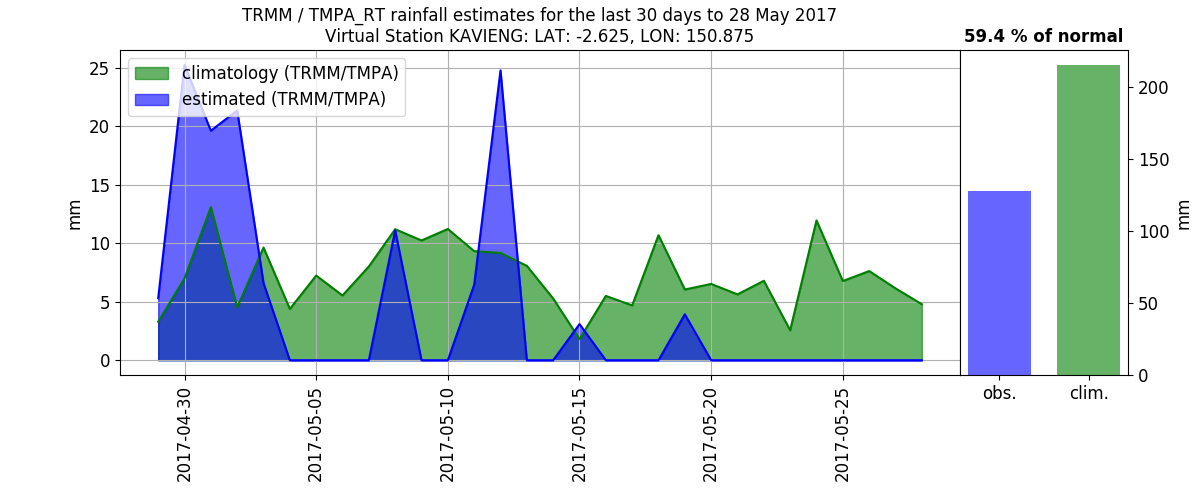 TRMM / TMPA_RT rainfall estimates for the last 30 days to 28 May 2017
Virtual Station KAVIENG: LAT: -2.625, LON: 150.875
59.4 % of normal
climatology (TRMM/TMPA)
estimated (TRMM/TMPA)
25
20
15
10
5
0
mm
2017-04-30
2017-05-05
2017-05-10
2017-05-15
2017-05-20
2017-05-25
200
150
100
50
0
mm
obs.
clim.